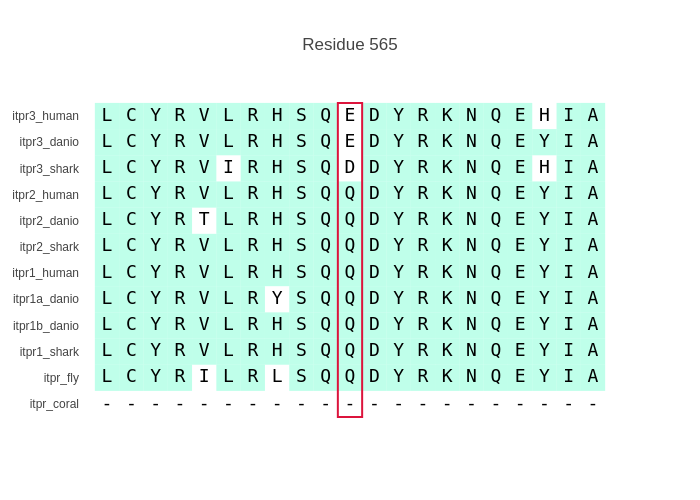 Residue 565
itpr3_human L C Y R V L R H S Q E D Y R K N Q E H I A
itpr3_danio L C Y R V L R H S Q E D Y R K N Q E Y I A
itpr3_shark L C Y R V I R H S Q D D Y R K N Q E H I A
itpr2_human L C Y R V L R H S Q Q D Y R K N Q E Y I A
itpr2_danio L C Y R T L R H S Q Q D Y R K N Q E Y I A
itpr2_shark L C Y R V L R H S Q Q D Y R K N Q E Y I A
itpr1_human L C Y R V L R H S Q Q D Y R K N Q E Y I A
itpr1a_danio L C Y R V L R Y S Q Q D Y R K N Q E Y I A
itpr1b_danio L C Y R V L R H S Q Q D Y R K N Q E Y I A
itpr1_shark L C Y R V L R H S Q Q D Y R K N Q E Y I A
itpr_fly L C Y R I L R L S Q Q D Y R K N Q E Y I A
itpr_coral - - - - - - - - - - - - - - - - - - - - -